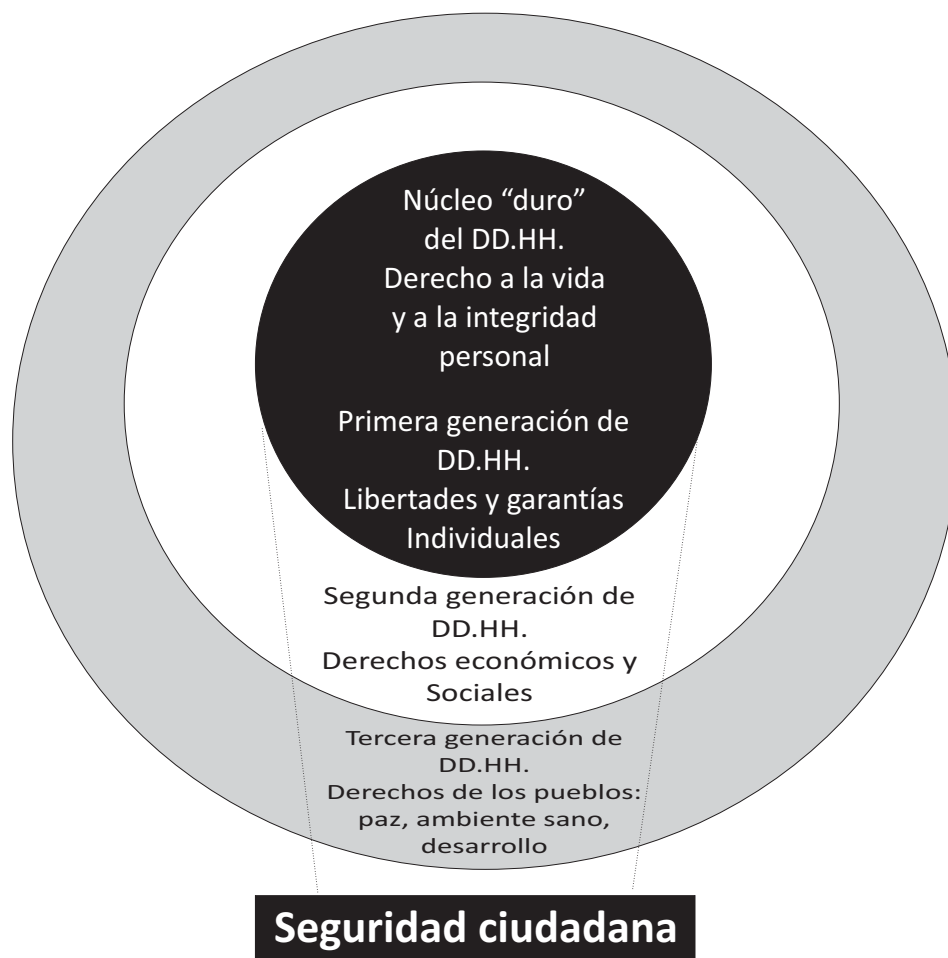 Núcleo “duro”
del DD.HH.
Derecho a la vida
y a la integridad
personal
Primera generación de
DD.HH.
Libertades y garantías
Individuales
Segunda generación de
DD.HH.
Derechos económicos y
Sociales
Tercera generación de
DD.HH.
Derechos de los pueblos:
paz, ambiente sano,
desarrollo
Seguridad ciudadana